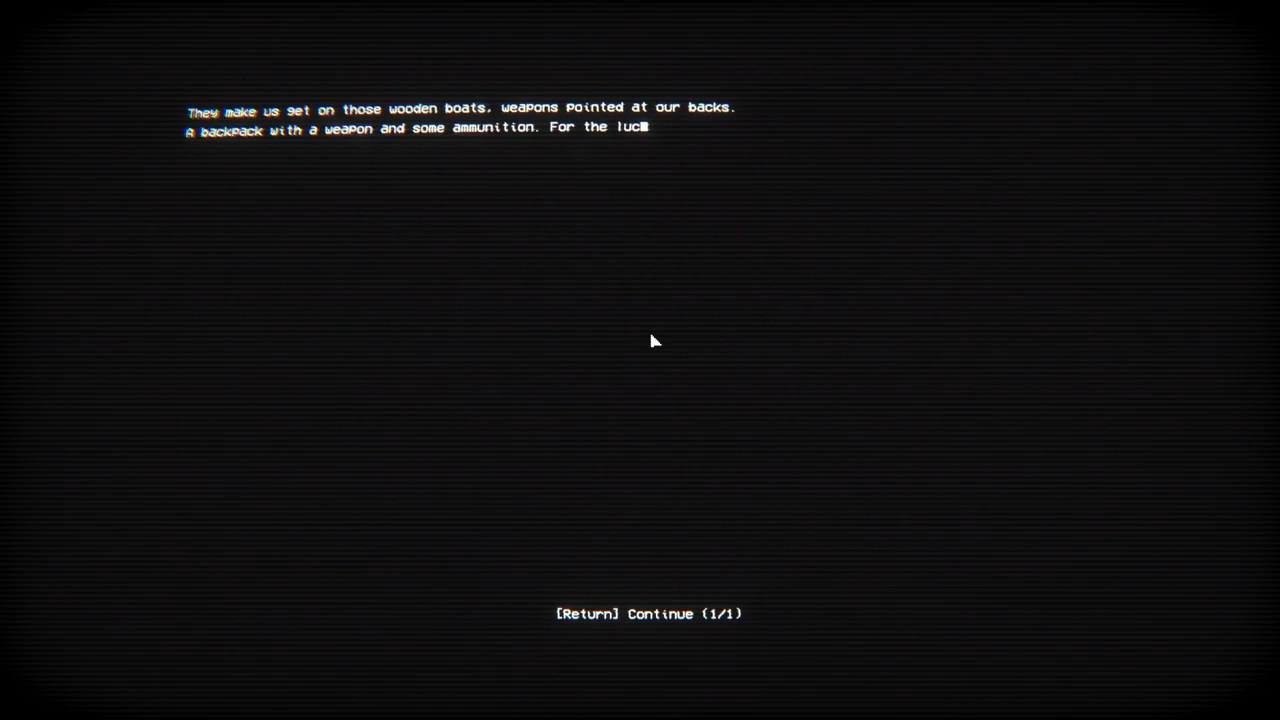 They make us get on those wooden boats, weapons pointed at our backs.
A backpack with a weapon and some ammunition. For the luc
[Return] Continue (1/1)